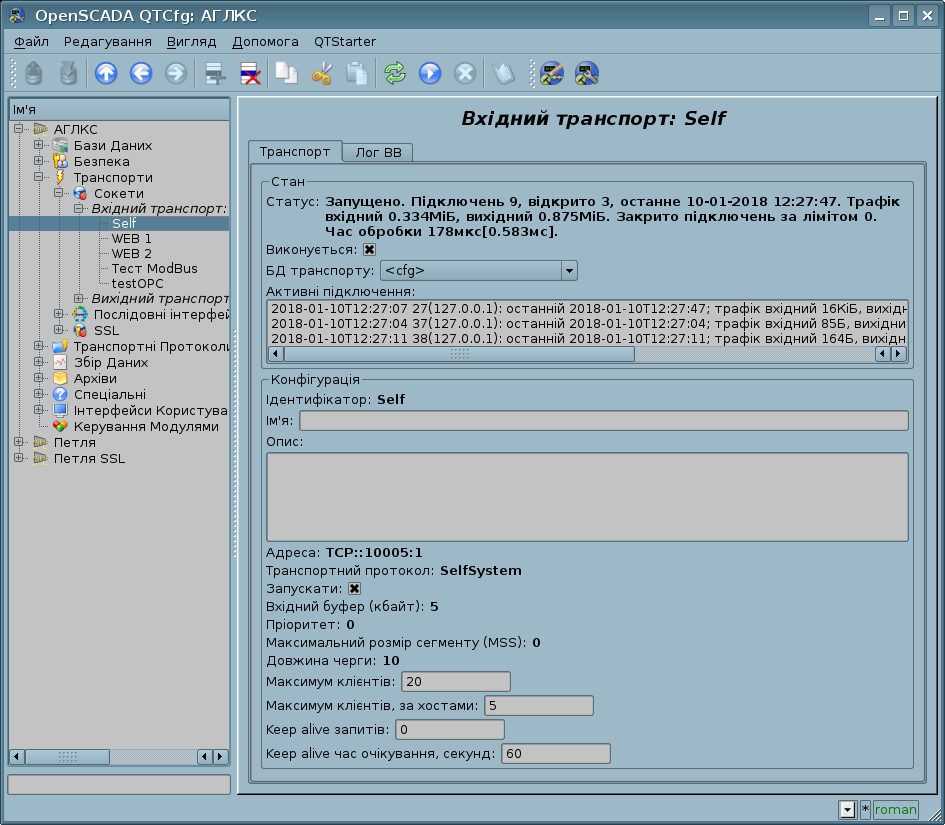 OpenSCADA QTCfg: АГЛКС
Файл Редагування Вигляд Допомога QTStarter
Ім'я
АГЛКС
Бази Даних
Безпека
Транспорти
Сокети
Вхідний транспорт:
Self
WEB 1
WEB 2
Тест ModBus
testOPC
Вихідний транспорт
Послідовні інтерфей
SSL
Транспортні Протоколи
Збір Даних
Архіви
Спеціальні
Інтерфейси Користува
Керування Модулями
Петля
Петля SSL
Вхідний транспорт: Self
Транспорт Лог ВВ
Стан
Статус: Запущено. Підключень 9, відкрито 3, останнє 10-01-2018 12:27:47. Трафік
вхідний 0.334МіБ, вихідний 0.875МіБ. Закрито підключень за лімітом 0.
Час обробки 178мкс[0.583мс].
Виконується:
БД транспорту: <cfg>
Активні підключення:
2018-01-10T12:27:07 27(127.0.0.1): останній 2018-01-10T12:27:47; трафік вхідний 16КіБ, вихідн
2018-01-10T12:27:04 37(127.0.0.1): останній 2018-01-10T12:27:04; трафік вхідний 85Б, вихідни
2018-01-10T12:27:11 38(127.0.0.1): останній 2018-01-10T12:27:11; трафік вхідний 164Б, вихідн
Конфігурація
Ідентифікатор: Self
Ім'я:
Опис:
Адреса: TCP::10005:1
Транспортний протокол: SelfSystem
Запускати:
Вхідний буфер (кбайт): 5
Пріоритет: 0
Максимальний розмір сегменту (MSS): 0
Довжина черги: 10
Максимум клієнтів: 20
Максимум клієнтів, за хостами: 5
Keep alive запитів: 0
Keep alive час очікування, секунд: 60
* roman